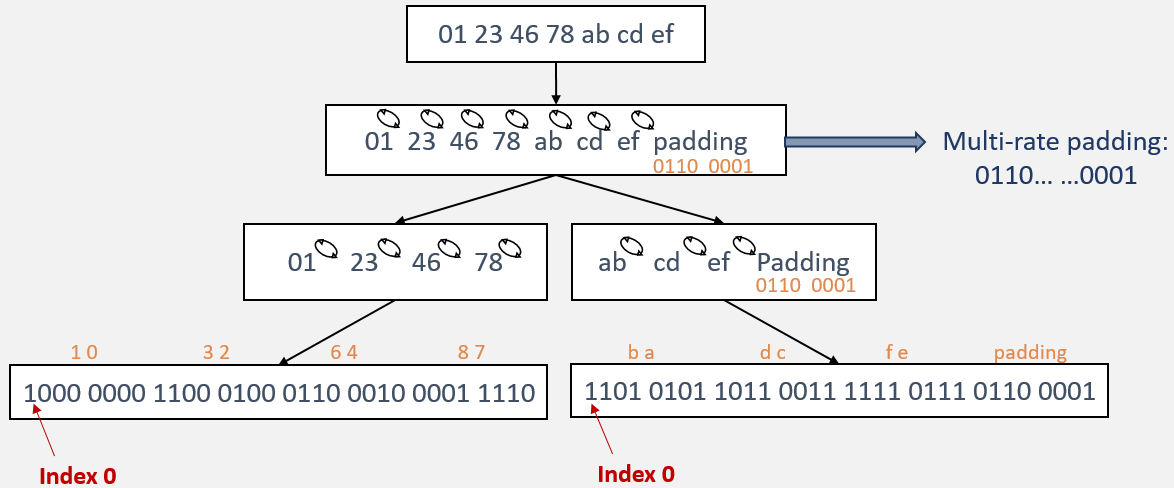 01 23 46 78 ab cd ef
01 23 46 78 ab cd ef padding
0110 0001
Multi-rate padding:
0110... ...0001
01 23 46 78
ab cd ef Padding
0110 0001
1 0 3 2 6 4 8 7
1000 0000 1100 0100 0110 0010 0001 1110
Index 0
b a d c f e padding
1101 0101 1011 0011 1111 0111 0110 0001
Index 0